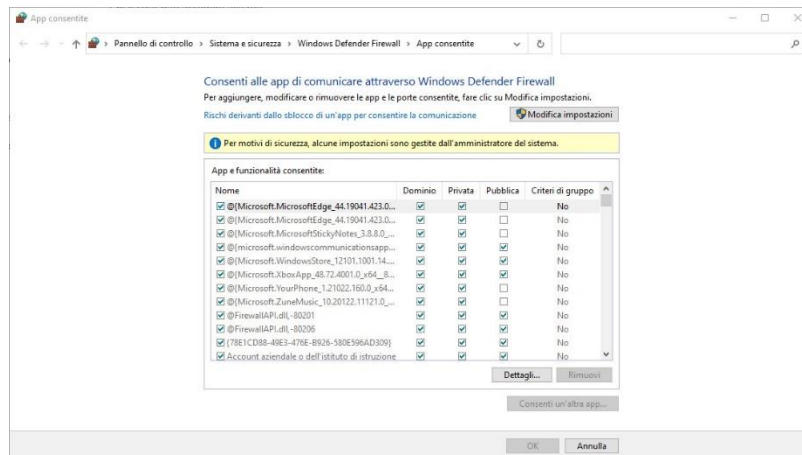 App consentite
Pannello di controllo > Sistema e sicurezza > Windows Defender Firewall > App consentite
Consenti alle app di comunicare attraverso Windows Defender Firewall
Per aggiungere, modificare o rimuovere le app e le porte consentite, fare clic su Modifica impostazioni.
Rischi derivanti dallo sblocco di un'app per consentire la comunicazione Modifica impostazioni
Per motivi di sicurezza, alcune impostazioni sono gestite dall'amministratore del sistema.
App e funzionalità consentite:
Nome Dominio Privata Pubblica Criteri di gruppo
@{Microsoft.MicrosoftEdge_44.19041.423.0... No
@{Microsoft.MicrosoftEdge_44.19041.423.0... No
@{Microsoft.MicrosoftStickyNotes_3.8.8.0_... No
@{microsoft.windowscommunicationsapp... No
@{Microsoft.WindowsStore_12101.1001.14.... No
@{Microsoft.XboxApp_48.72.4001.0_x64__8... No
@{Microsoft.YourPhone_1.21022.160.0_x64... No
@{Microsoft.ZuneMusic_10.20122.11121.0_... No
@FirewallAPI.dll,-80201 No
@FirewallAPI.dll,-80206 No
{78E1CD88-49E3-476E-B926-580E596AD309} No
Account aziendale o dell'istituto di istruzione No
Dettagli... Rimuovi
Consenti un'altra app...
OK Annulla